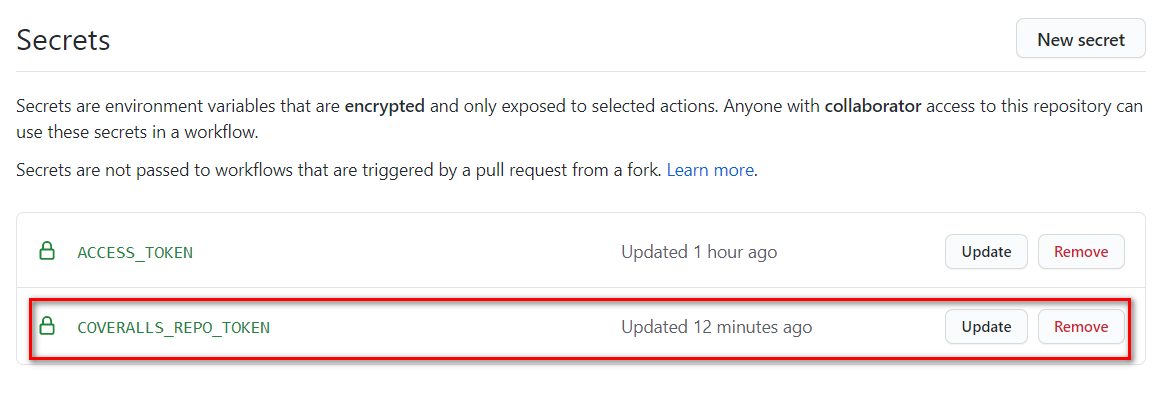 Secrets
New secret
Secrets are environment variables that are encrypted and only exposed to selected actions. Anyone with collaborator access to this repository can
use these secrets in a workflow.
Secrets are not passed to workflows that are triggered by a pull request from a fork. Learn more.
ACCESS_TOKEN Updated 1 hour ago Update Remove
COVERALLS_REPO_TOKEN Updated 12 minutes ago Update Remove